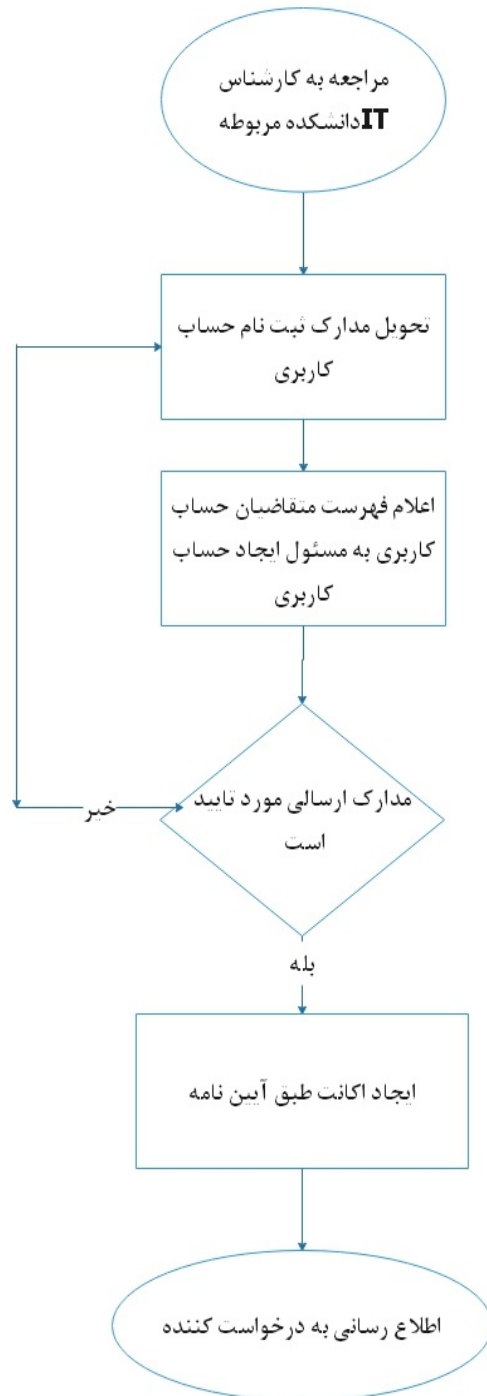 مراجعه به کارشناس
ITدانشکده مربوطه
تحویل مدارک ثبت نام حساب
کاربری
اعلام فهرست متقاضیان حساب
کاربری به مسئول ایجاد حساب
کاربری
مدارک ارسالی مورد تایید
است
خیر
بله
ایجاد اکانت طبق آیین نامه
اطلاع رسانی به درخواست کننده